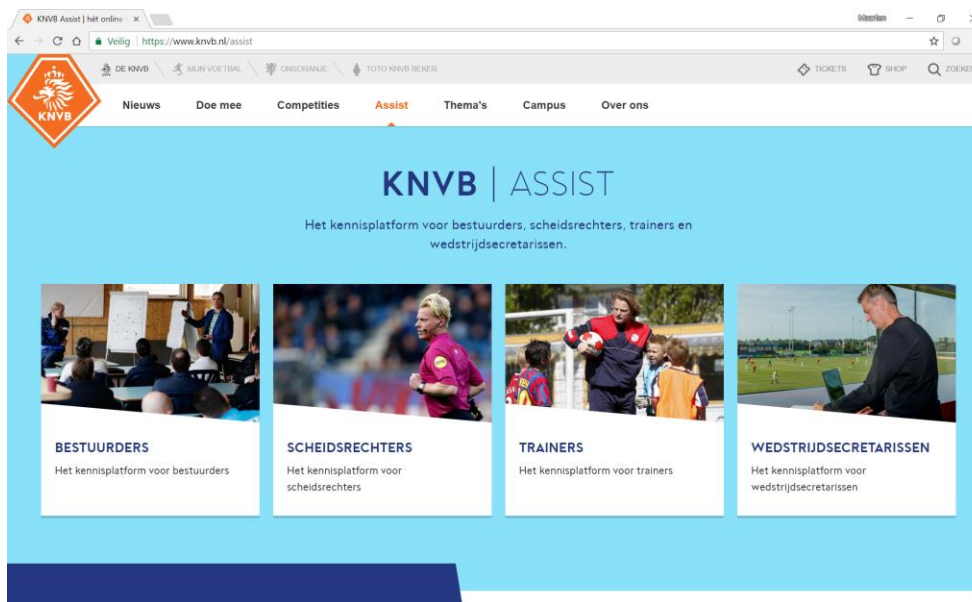 KNVB Assist | hét online
Maarten
Veilig | https://www.knvb.nl/assist
DE KNVB
MIJN VOETBAL
ONSORANJE
TOTO KNVB BEKER
TICKETS
SHOP
ZOEKE
KNVB
Nieuws
Doe mee
Competities
Assist
Thema's
Campus
Over ons
KNVB | ASSIST
Het kennisplatform voor bestuurders, scheidsrechters, trainers en
wedstrijdsecretarissen.
BESTUURDERS
Het kennisplatform voor bestuurders
SCHEIDSRECHTERS
Het kennisplatform voor
scheidsrechters
TRAINERS
Het kennisplatform voor trainers
WEDSTRIJDSECRETARISSEN
Het kennisplatform voor
wedstrijdsecretarissen